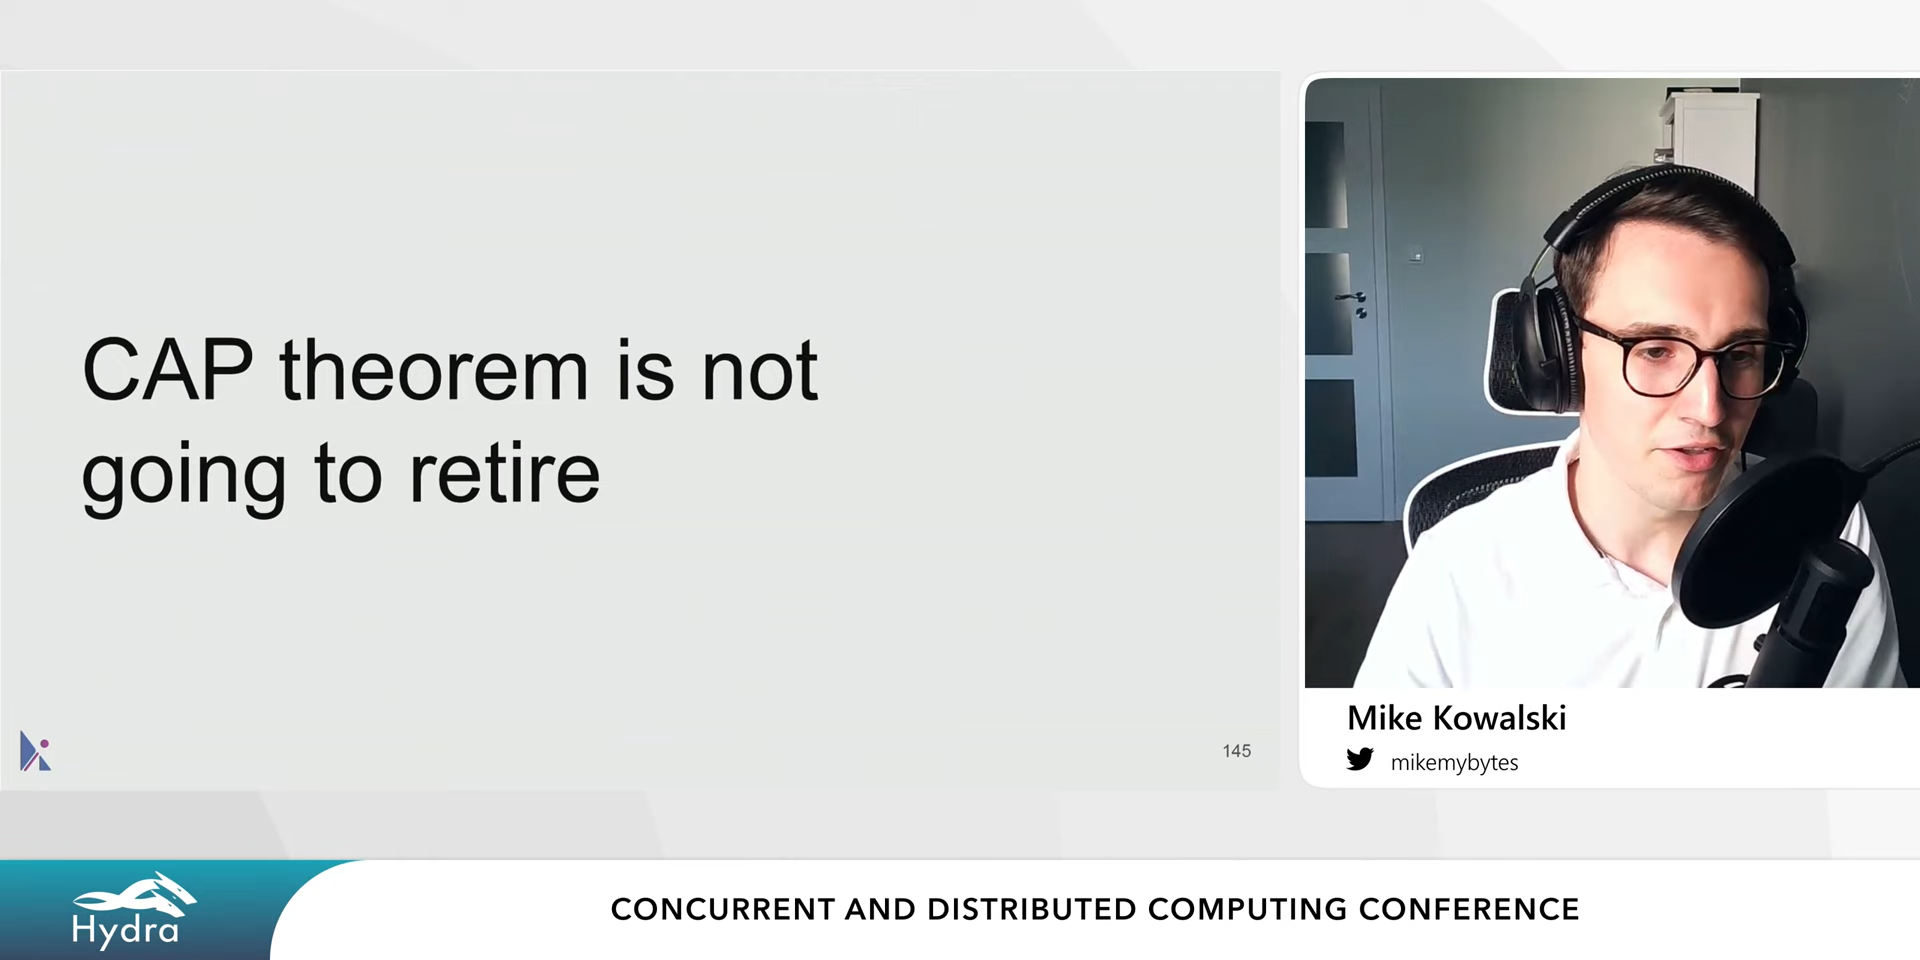 CAP theorem is not
going to retire
145
Mike Kowalski
mikemybytes
Hydra
CONCURRENT AND DISTRIBUTED COMPUTING CONFERENCE